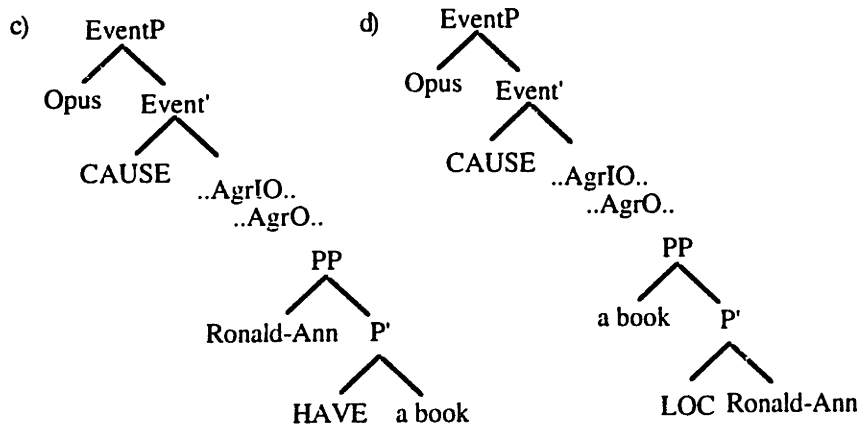 c)
EventP
Opus Event'
CAUSE
..AgrIO..
..AgrO..
PP
Ronald-Ann P'
HAVE a book
d)
EventP
Opus Event'
CAUSE
..AgrIO..
..AgrO..
PP
a book P'
LOC Ronald-Ann